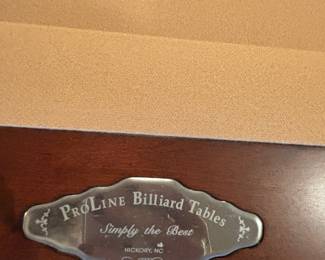 ProLine Billiard Tables
Simply the Best
HICKORY, NC